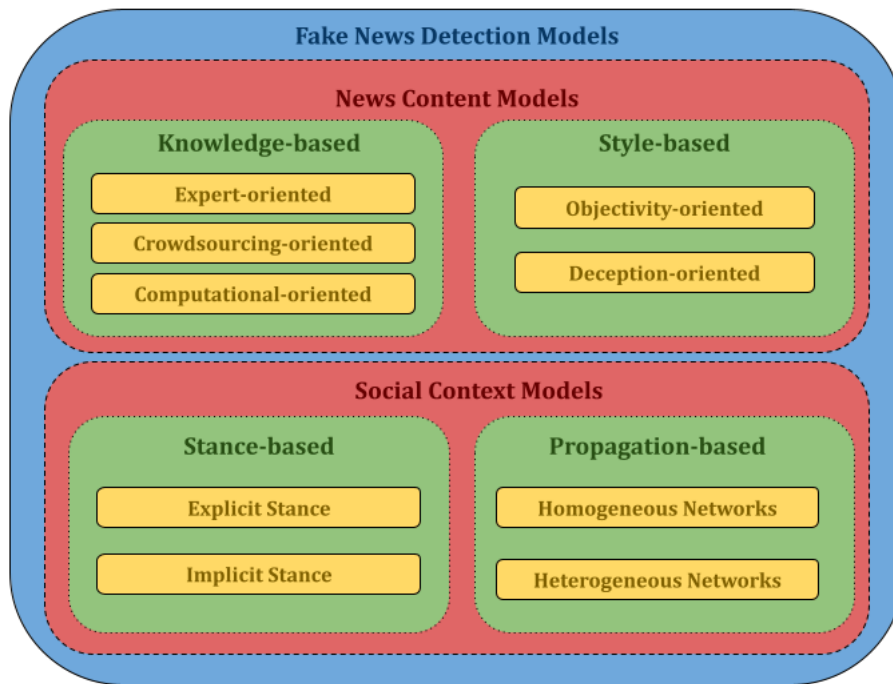 Fake News Detection Models
News Content Models
Knowledge-based
Expert-oriented
Crowdsourcing-oriented
Computational-oriented
Style-based
Objectivity-oriented
Deception-oriented
Social Context Models
Stance-based
Explicit Stance
Implicit Stance
Propagation-based
Homogeneous Networks
Heterogeneous Networks